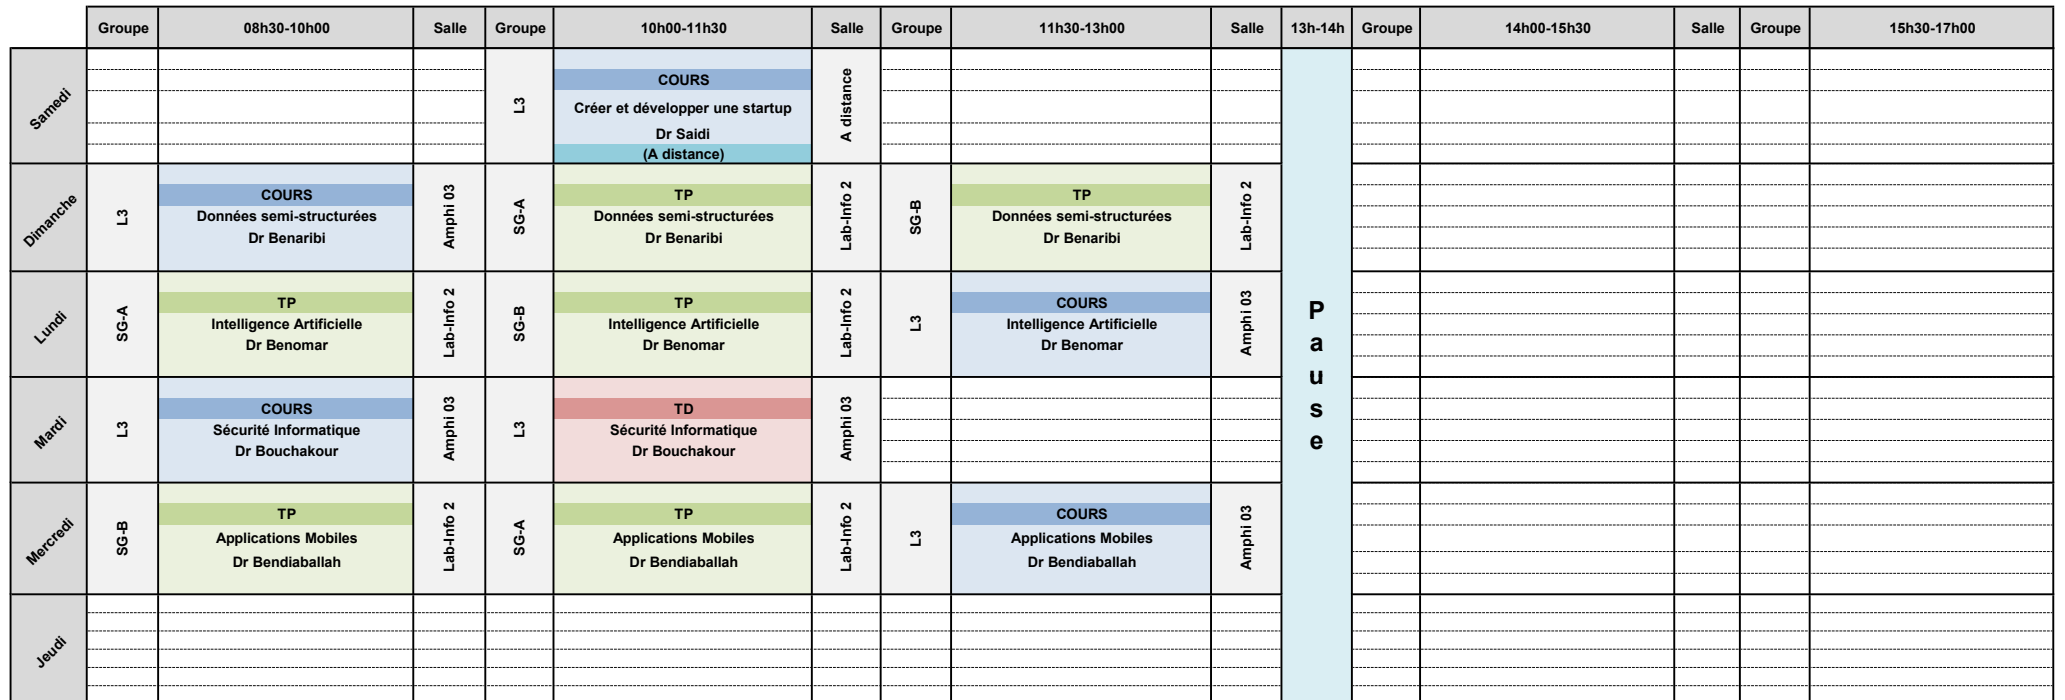 Groupe 08h30-10h00 Salle Groupe 10h00-11h30 Salle Groupe 11h30-13h00 Salle 13h-14h Groupe 14h00-15h30 Salle Groupe 15h30-17h00
Samedi
L3
COURS
Créer et développer une startup
Dr Saidi
(A distance)
A distance
Dimanche
L3
COURS
Données semi-structurées
Dr Benaribi
Amphi 03
SG-A
TP
Données semi-structurées
Dr Benaribi
Lab-Info 2
SG-B
TP
Données semi-structurées
Dr Benaribi
Lab-Info 2
Lundi
SG-A
TP
Intelligence Artificielle
Dr Benomar
Lab-Info 2
SG-B
TP
Intelligence Artificielle
Dr Benomar
Lab-Info 2
L3
COURS
Intelligence Artificielle
Dr Benomar
Amphi 03
Pause
Mardi
L3
COURS
Sécurité Informatique
Dr Bouchakour
Amphi 03
L3
TD
Sécurité Informatique
Dr Bouchakour
Amphi 03
Mercredi
SG-B
TP
Applications Mobiles
Dr Bendiaballah
Lab-Info 2
SG-A
TP
Applications Mobiles
Dr Bendiaballah
Lab-Info 2
L3
COURS
Applications Mobiles
Dr Bendiaballah
Amphi 03
Jeudi